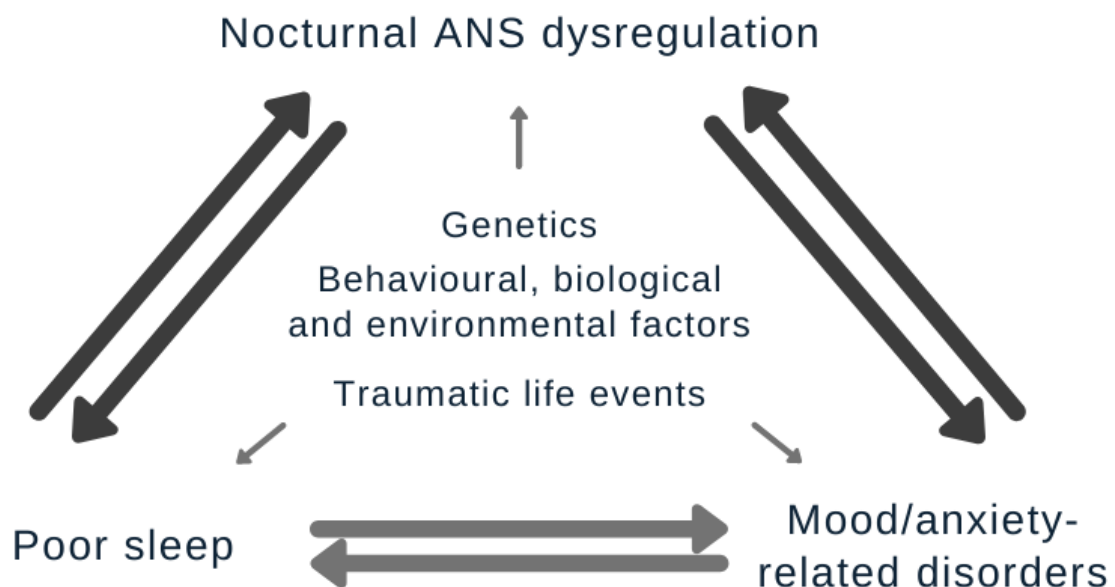 Nocturnal ANS dysregulation
Genetics
Behavioural, biological
and environmental factors
Traumatic life events
Poor sleep
Mood/anxiety-
related disorders